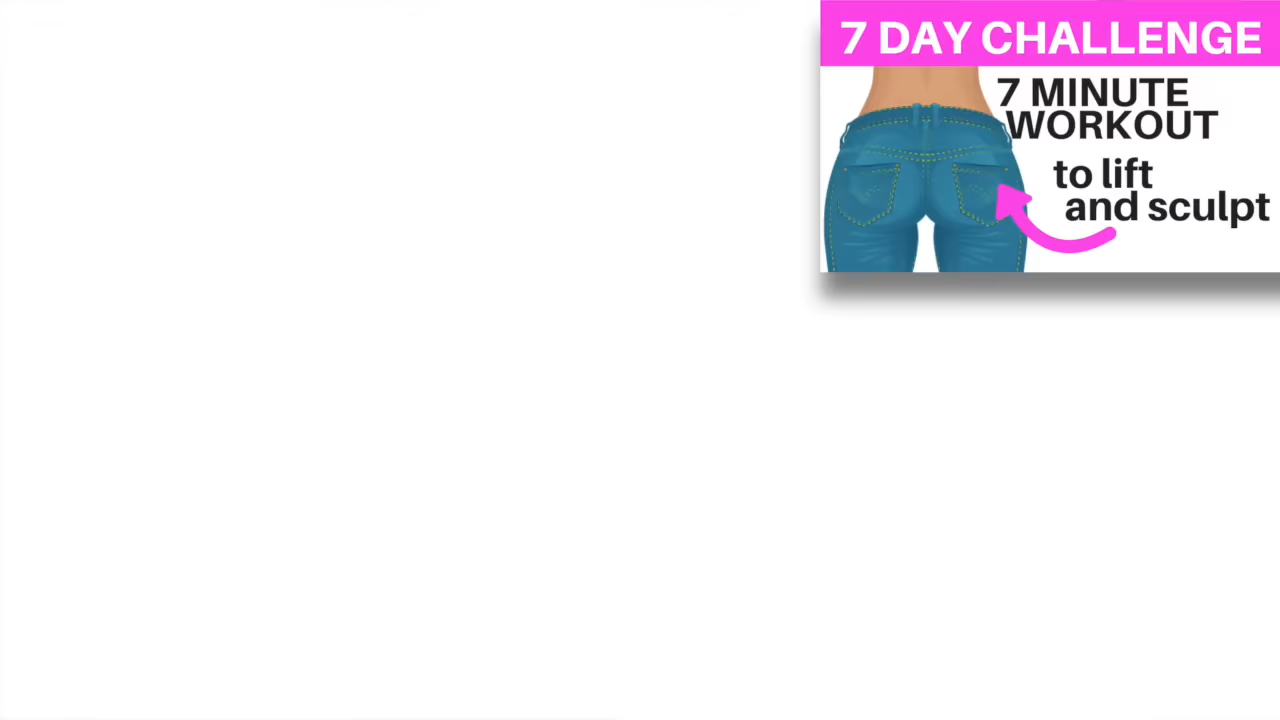 7 DAY CHALLENGE
7 MINUTE
WORKOUT
to lift
and sculpt